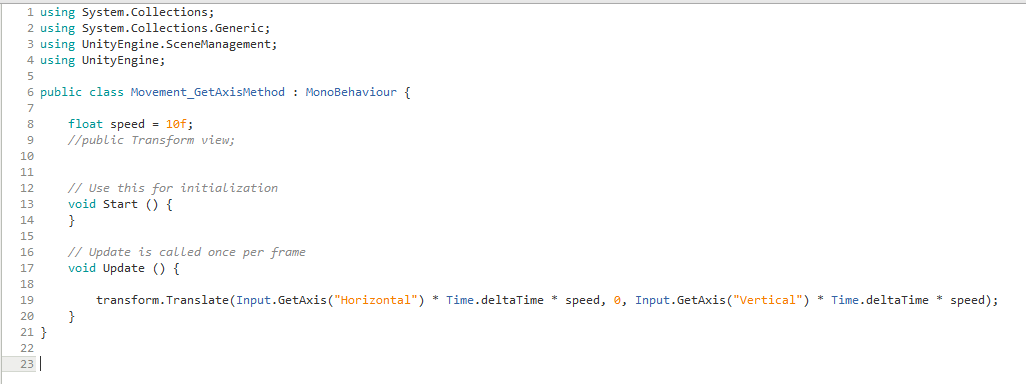 1 using System.Collections;
2 using System.Collections.Generic;
3 using UnityEngine.SceneManagement;
4 using UnityEngine;
5
6 public class Movement_GetAxisMethod : MonoBehaviour {
7
8     float speed = 10f;
9     //public Transform view;
10
11
12     // Use this for initialization
13     void Start () {
14     }
15
16     // Update is called once per frame
17     void Update () {
18
19         transform.Translate(Input.GetAxis("Horizontal") * Time.deltaTime * speed, 0, Input.GetAxis("Vertical") * Time.deltaTime * speed);
20     }
21 }
22
23